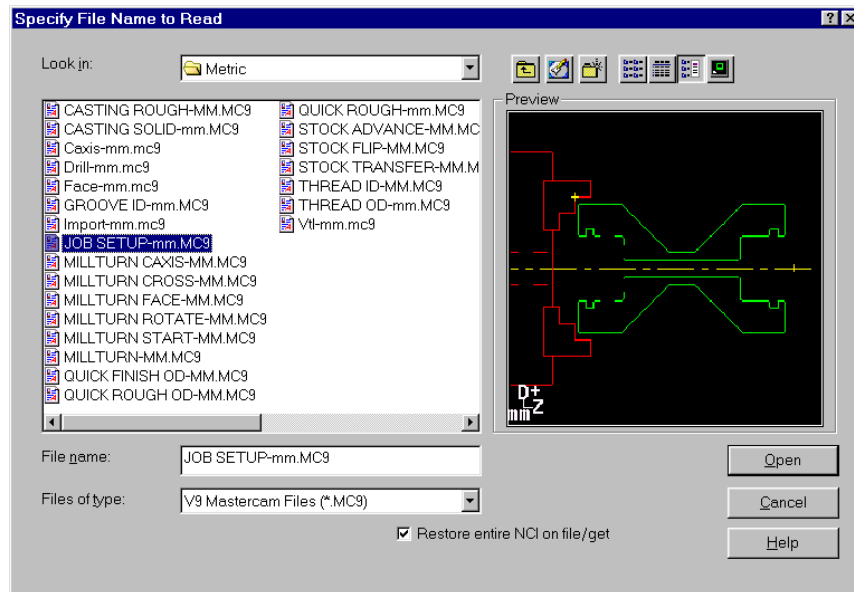 Specify File Name to Read
Look in:
Metric
CASTING ROUGH-MM.MC9
CASTING SOLID-mm.MC9
Caxis-mm.mc9
Drill-mm.mc9
Face-mm.mc9
GROOVE ID-mm.MC9
Import-mm.mc9
JOB SETUP-mm.MC9
MILLTURN CAXIS-MM.MC9
MILLTURN CROSS-MM.MC9
MILLTURN FACE-MM.MC9
MILLTURN ROTATE-MM.MC9
MILLTURN START-MM.MC9
MILLTURN-MM.MC9
QUICK FINISH OD-MM.MC9
QUICK ROUGH OD-MM.MC9
QUICK ROUGH-mm.MC9
STOCK ADVANCE-MM.MC
STOCK FLIP-MM.MC9
STOCK TRANSFER-MM.M
THREAD ID-MM.MC9
THREAD OD-mm.MC9
Vtl-mm.mc9
Preview
D+
Z
mm
File name:
JOB SETUP-mm.MC9
Open
Files of type:
V9 Mastercam Files (*.MC9)
Cancel
Restore entire NCI on file/get
Help